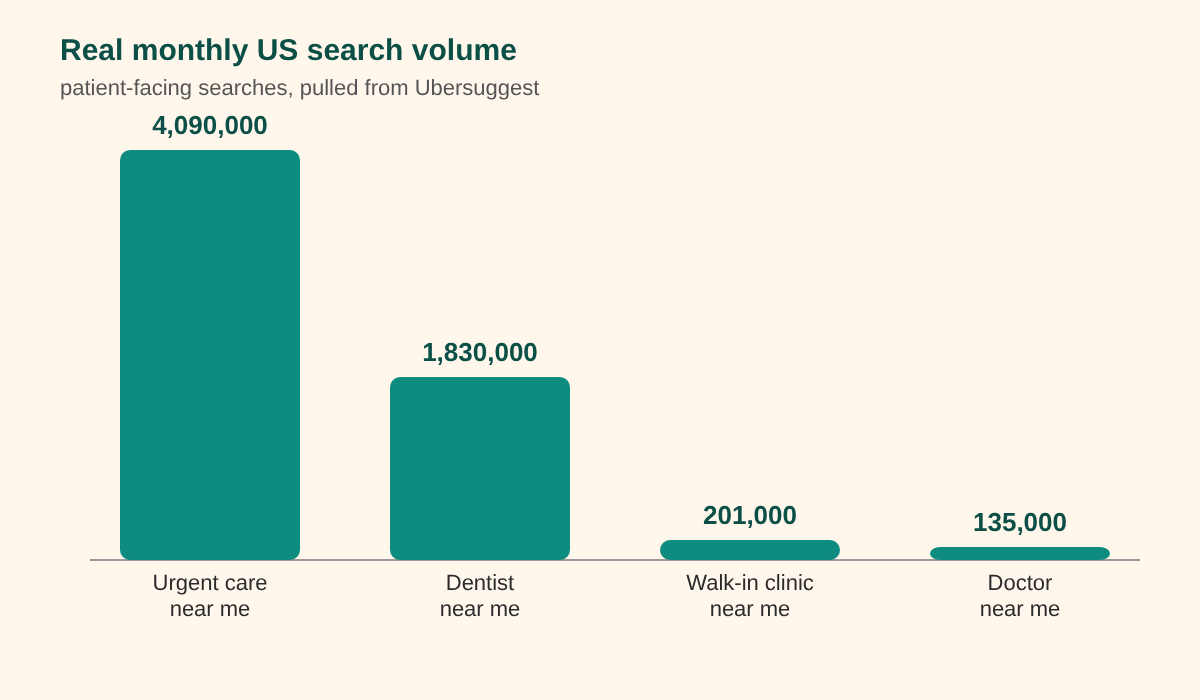 Real monthly US search volume
patient-facing searches, pulled from Ubersuggest
4,090,000
1,830,000
201,000
135,000
Urgent care
near me
Dentist
near me
Walk-in clinic
near me
Doctor
near me